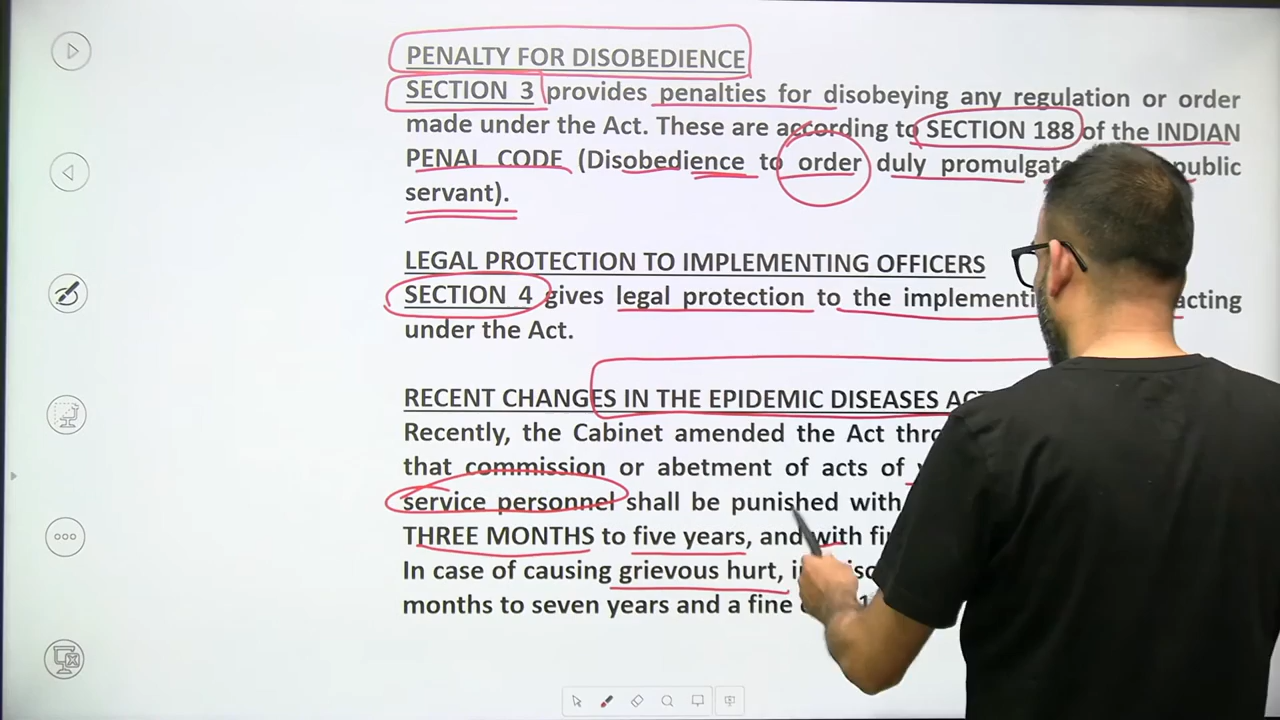 PENALTY FOR DISOBEDIENCE
SECTION 3 provides penalties for disobeying any regulation or order
made under the Act. These are according to SECTION 188 of the INDIAN
PENAL CODE (Disobedience to order duly promulgate public
servant).
LEGAL PROTECTION TO IMPLEMENTING OFFICERS
SECTION 4 gives legal protection to the implementi acting
under the Act.
RECENT CHANGES IN THE EPIDEMIC DISEASES ACT
Recently, the Cabinet amended the Act thro
that commission or abetment of acts of
service personnel shall be punished with
THREE MONTHS to five years, and with fi
In case of causing grievous hurt,
months to seven years and a fine